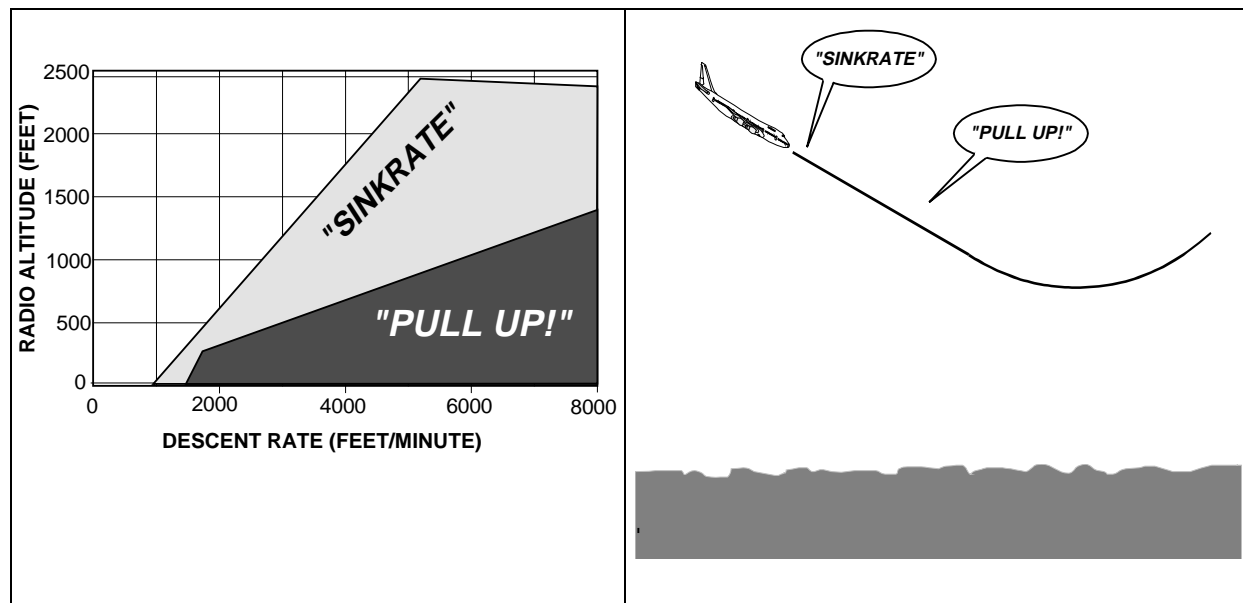 2500
2000
1500
1000
500
0
RADIO ALTITUDE (FEET)
"SINKRATE"
"PULL UP!"
0 2000 4000 6000 8000
DESCENT RATE (FEET/MINUTE)
"SINKRATE"
"PULL UP!"